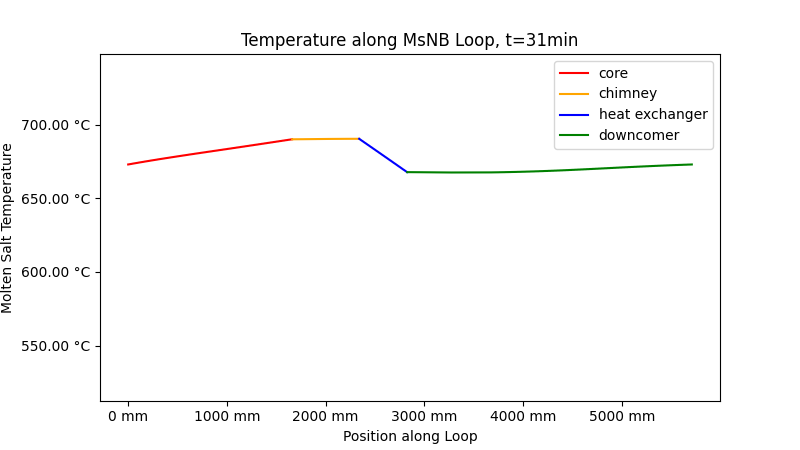 Temperature along MsNB Loop, t=31min
core
chimney
heat exchanger
downcomer
Molten Salt Temperature
700.00 °C
650.00 °C
600.00 °C
550.00 °C
0 mm
1000 mm
2000 mm
3000 mm
4000 mm
5000 mm
Position along Loop